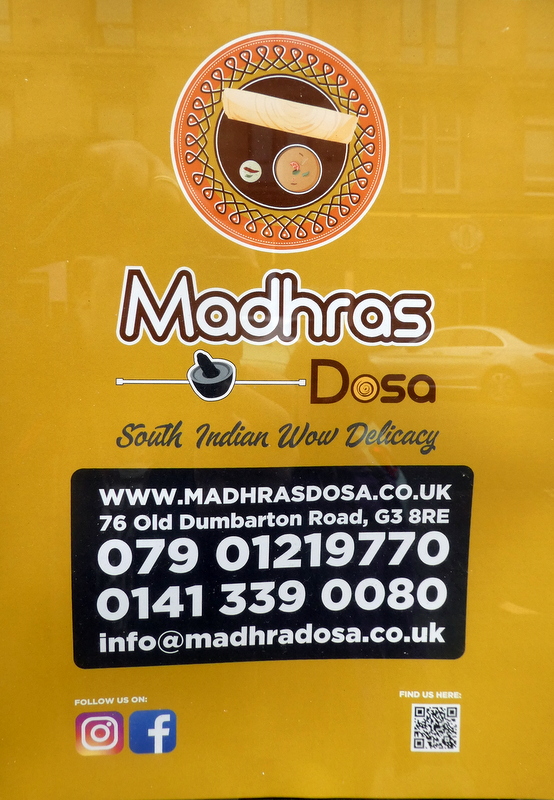 Madhras
Dosa
South Indian Wow Delicacy
WWW.MADHRASDOSA.CO.UK
76 Old Dumbarton Road, G3 8RE
079 01219770
0141 339 0080
info@madhradosa.co.uk
FOLLOW US ON:
FIND US HERE: